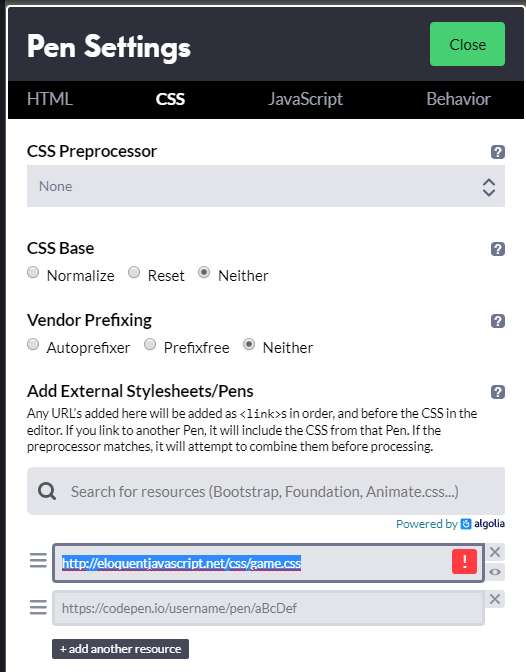 Pen Settings
Close
HTML CSS JavaScript Behavior
CSS Preprocessor ?
None
CSS Base ?
Normalize Reset Neither
Vendor Prefixing ?
Autoprefixer Prefixfree Neither
Add External Stylesheets/Pens ?
Any URL's added here will be added as <link>s in order, and before the CSS in the
editor. If you link to another Pen, it will include the CSS from that Pen. If the
preprocessor matches, it will attempt to combine them before processing.
Search for resources (Bootstrap, Foundation, Animate.css...)
Powered by algolia
http://eloquentjavascript.net/css/game.css !
https://codepen.io/username/pen/aBcDef
+ add another resource